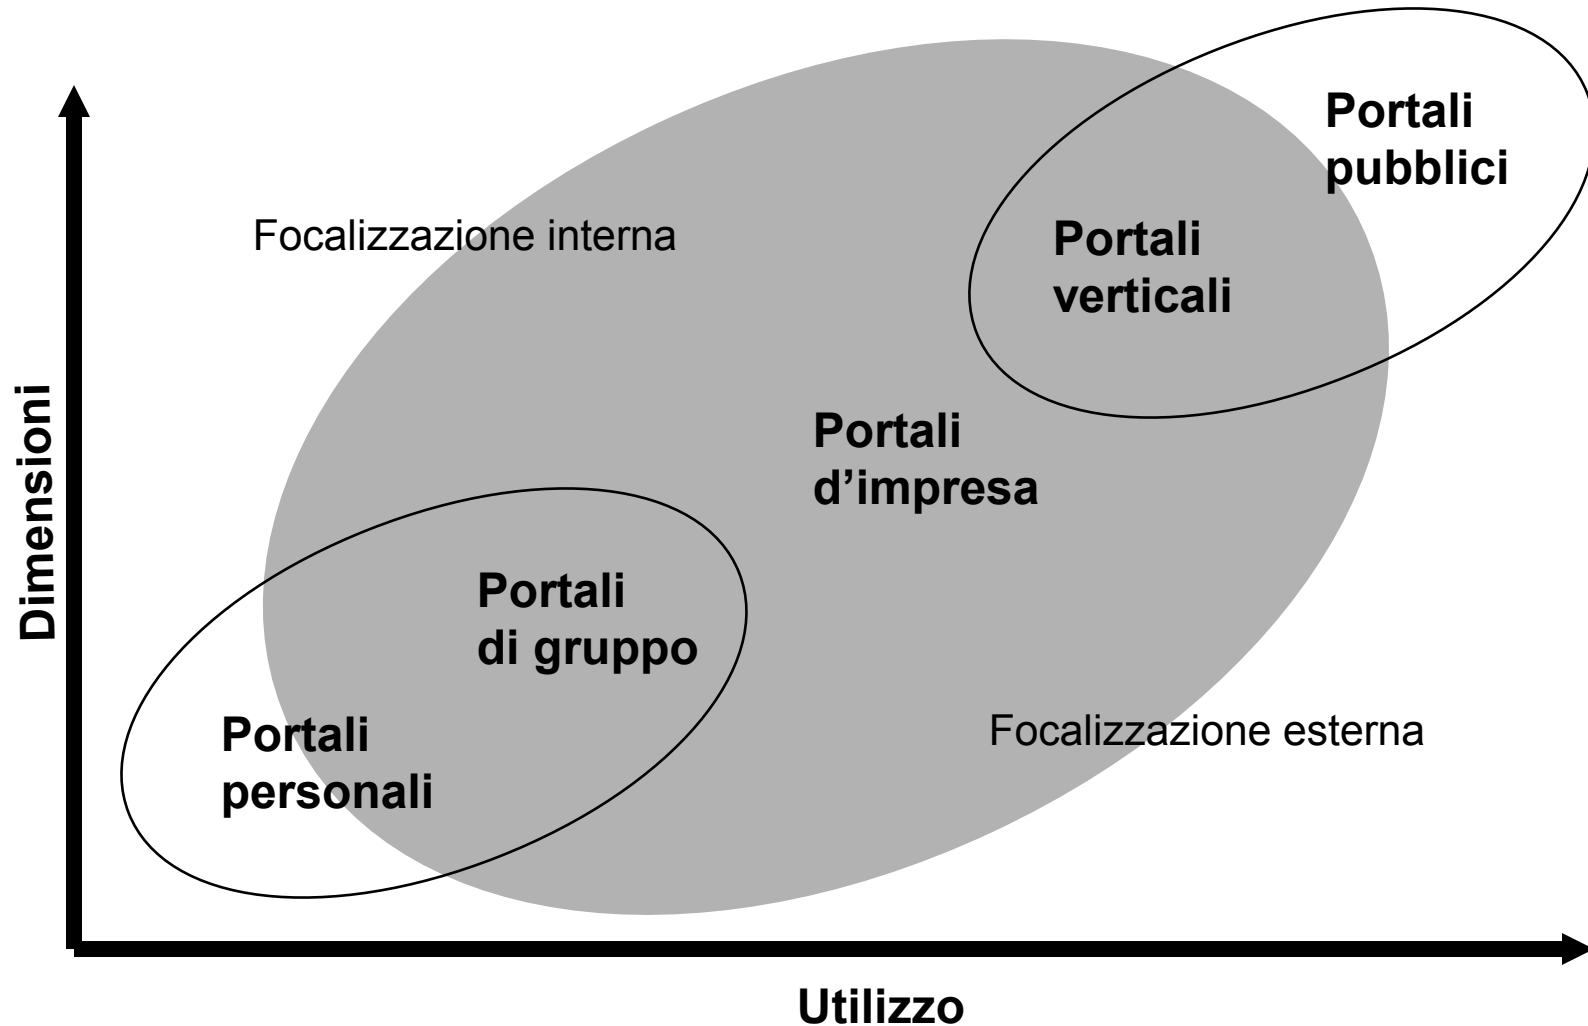 Portali
pubblici
Focalizzazione interna
Portali
verticali
Dimensioni
Portali
d’impresa
Portali
di gruppo
Portali
personali
Focalizzazione esterna
Utilizzo